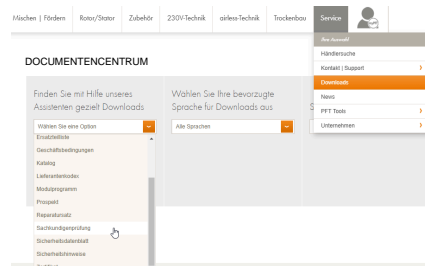 Mischen | Fördern Rotor/Stator Zubehör 230V-Technik airless-Technik Trockenbau Service
Ihre Auswahl
Händlersuche
Kontakt | Support
Downloads
News
PFT Tools
Unternehmen
DOCUMENTENCENTRUM
Finden Sie mit Hilfe unseres
Assistenten gezielt Downloads
Wählen Sie eine Option
Ersatzteilliste
Geschäftsbedingungen
Katalog
Lieferantenkodex
Modulprogramm
Prospekt
Reparatursatz
Sachkundigenprüfung
Sicherheitsdatenblatt
Sicherheitshinweise
Wählen Sie Ihre bevorzugte
Sprache für Downloads aus
Alle Sprachen